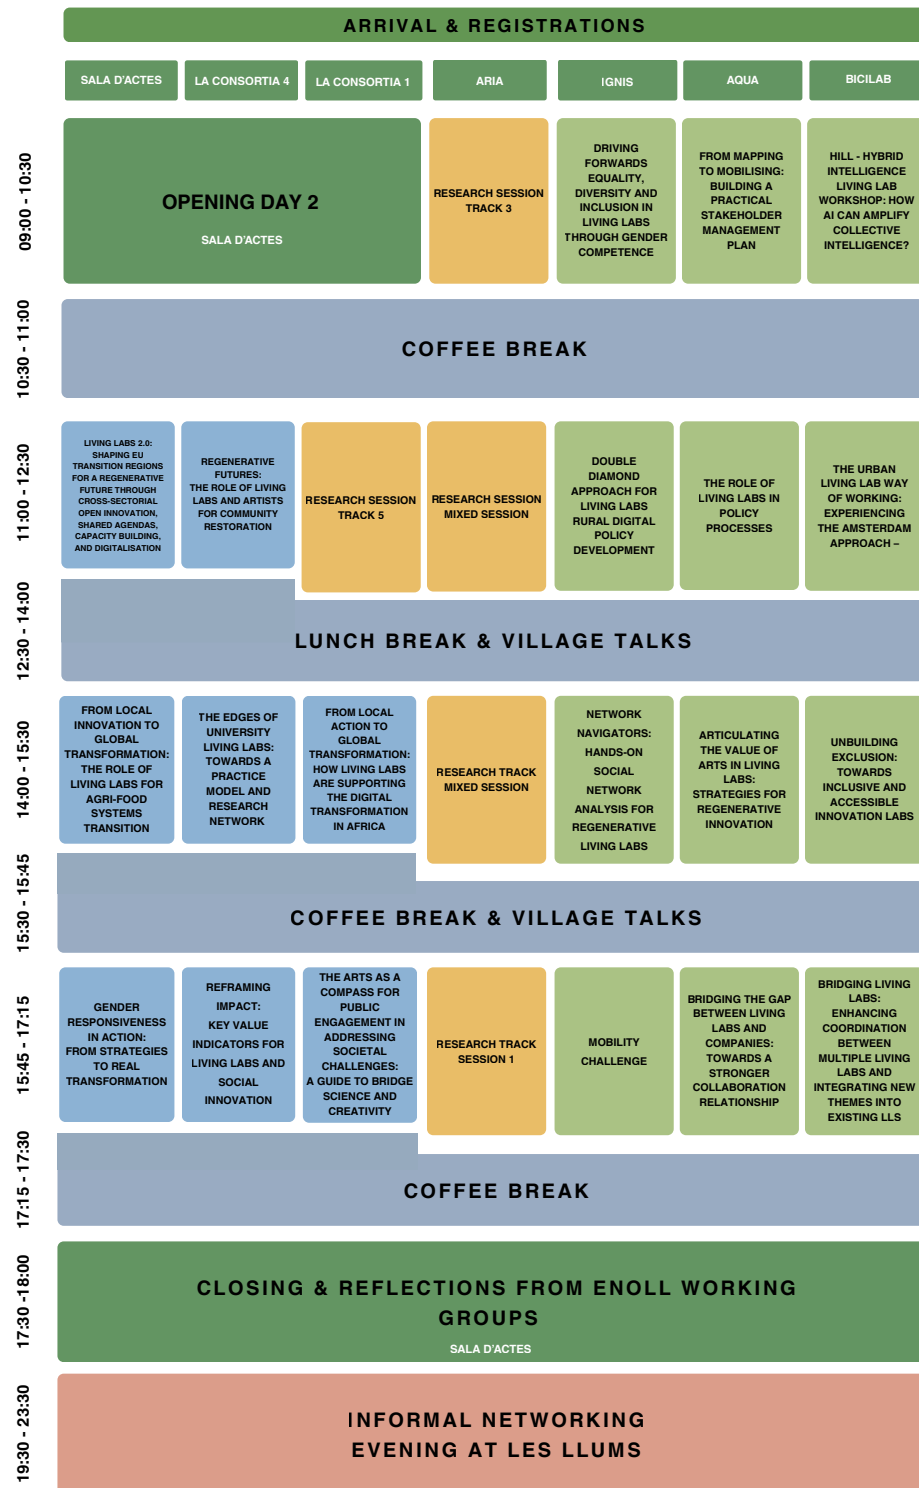 ARRIVAL & REGISTRATIONS
SALA D'ACTES
LA CONSORTIA 4
LA CONSORTIA 1
ARIA
IGNIS
AQUA
BICILAB
09:00 - 10:30
OPENING DAY 2
SALA D'ACTES
RESEARCH SESSION
TRACK 3
DRIVING
FORWARDS
EQUALITY,
DIVERSITY AND
INCLUSION IN
LIVING LABS
THROUGH GENDER
COMPETENCE
FROM MAPPING
TO MOBILISING:
BUILDING A
PRACTICAL
STAKEHOLDER
MANAGEMENT
PLAN
HILL - HYBRID
INTELLIGENCE
LIVING LAB
WORKSHOP: HOW
AI CAN AMPLIFY
COLLECTIVE
INTELLIGENCE?
10:30 - 11:00
COFFEE BREAK
11:00 - 12:30
LIVING LABS 2.0:
SHAPING EU
TRANSITION REGIONS
FOR A REGENERATIVE
FUTURE THROUGH
CROSS-SECTORIAL
OPEN INNOVATION,
SHARED AGENDAS,
CAPACITY BUILDING,
AND DIGITALISATION
REGENERATIVE
FUTURES:
THE ROLE OF LIVING
LABS AND ARTISTS
FOR COMMUNITY
RESTORATION
RESEARCH SESSION
TRACK 5
RESEARCH SESSION
MIXED SESSION
DOUBLE
DIAMOND
APPROACH FOR
LIVING LABS
RURAL DIGITAL
POLICY
DEVELOPMENT
THE ROLE OF
LIVING LABS IN
POLICY
PROCESSES
THE URBAN
LIVING LAB WAY
OF WORKING:
EXPERIENCING
THE AMSTERDAM
APPROACH –
12:30 - 14:00
LUNCH BREAK & VILLAGE TALKS
14:00 - 15:30
FROM LOCAL
INNOVATION TO
GLOBAL
TRANSFORMATION:
THE ROLE OF
LIVING LABS FOR
AGRI-FOOD
SYSTEMS
TRANSITION
THE EDGES OF
UNIVERSITY
LIVING LABS:
TOWARDS A
PRACTICE
MODEL AND
RESEARCH
NETWORK
FROM LOCAL
ACTION TO
GLOBAL
TRANSFORMATION:
HOW LIVING LABS
ARE SUPPORTING
THE DIGITAL
TRANSFORMATION
IN AFRICA
RESEARCH TRACK
MIXED SESSION
NETWORK
NAVIGATORS:
HANDS-ON
SOCIAL
NETWORK
ANALYSIS FOR
REGENERATIVE
LIVING LABS
ARTICULATING
THE VALUE OF
ARTS IN LIVING
LABS:
STRATEGIES FOR
REGENERATIVE
INNOVATION
UNBUILDING
EXCLUSION:
TOWARDS
INCLUSIVE AND
ACCESSIBLE
INNOVATION LABS
15:30 - 15:45
COFFEE BREAK & VILLAGE TALKS
15:45 - 17:15
GENDER
RESPONSIVENESS
IN ACTION:
FROM STRATEGIES
TO REAL
TRANSFORMATION
REFRAMING
IMPACT:
KEY VALUE
INDICATORS FOR
LIVING LABS AND
SOCIAL
INNOVATION
THE ARTS AS A
COMPASS FOR
PUBLIC
ENGAGEMENT IN
ADDRESSING
SOCIETAL
CHALLENGES:
A GUIDE TO BRIDGE
SCIENCE AND
CREATIVITY
RESEARCH TRACK
SESSION 1
MOBILITY
CHALLENGE
BRIDGING THE GAP
BETWEEN LIVING
LABS AND
COMPANIES:
TOWARDS A
STRONGER
COLLABORATION
RELATIONSHIP
BRIDGING LIVING
LABS:
ENHANCING
COORDINATION
BETWEEN
MULTIPLE LIVING
LABS AND
INTEGRATING NEW
THEMES INTO
EXISTING LLS
17:15 - 17:30
COFFEE BREAK
17:30 -18:00
CLOSING & REFLECTIONS FROM ENOLL WORKING
GROUPS
SALA D'ACTES
19:30 - 23:30
INFORMAL NETWORKING
EVENING AT LES LLUMS